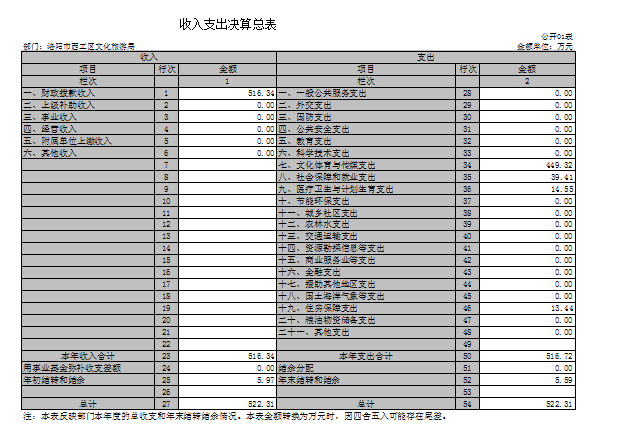 收入支出决算总表
公开01表
部门：洛阳市西工区文化旅游局 金额单位：万元
收入 支出
项目 行次 金额 项目 行次 金额
栏次 1 栏次 2
一、财政拨款收入 1 516.34 一、一般公共服务支出 28 0.00
二、上级补助收入 2 0.00 二、外交支出 29 0.00
三、事业收入 3 0.00 三、国防支出 30 0.00
四、经营收入 4 0.00 四、公共安全支出 31 0.00
五、附属单位上缴收入 5 0.00 五、教育支出 32 0.00
六、其他收入 6 0.00 六、科学技术支出 33 0.00
7 七、文化体育与传媒支出 34 449.32
8 八、社会保障和就业支出 35 39.41
9 九、医疗卫生与计划生育支出 36 14.55
10 十、节能环保支出 37 0.00
11 十一、城乡社区支出 38 0.00
12 十二、农林水支出 39 0.00
13 十三、交通运输支出 40 0.00
14 十四、资源勘探信息等支出 41 0.00
15 十五、商业服务业等支出 42 0.00
16 十六、金融支出 43 0.00
17 十七、援助其他地区支出 44 0.00
18 十八、国土海洋气象等支出 45 0.00
19 十九、住房保障支出 46 13.44
20 二十、粮油物资储备支出 47 0.00
21 二十一、其他支出 48 0.00
22 49
本年收入合计 23 516.34 本年支出合计 50 516.72
用事业基金弥补收支差额 24 0.00 结余分配 51 0.00
年初结转和结余 25 5.97 年末结转和结余 52 5.59
26 53
总计 27 522.31 总计 54 522.31
注：本表反映部门本年度的总收支和年末结转结余情况。本表金额转换为万元时，因四舍五入可能存在尾差。